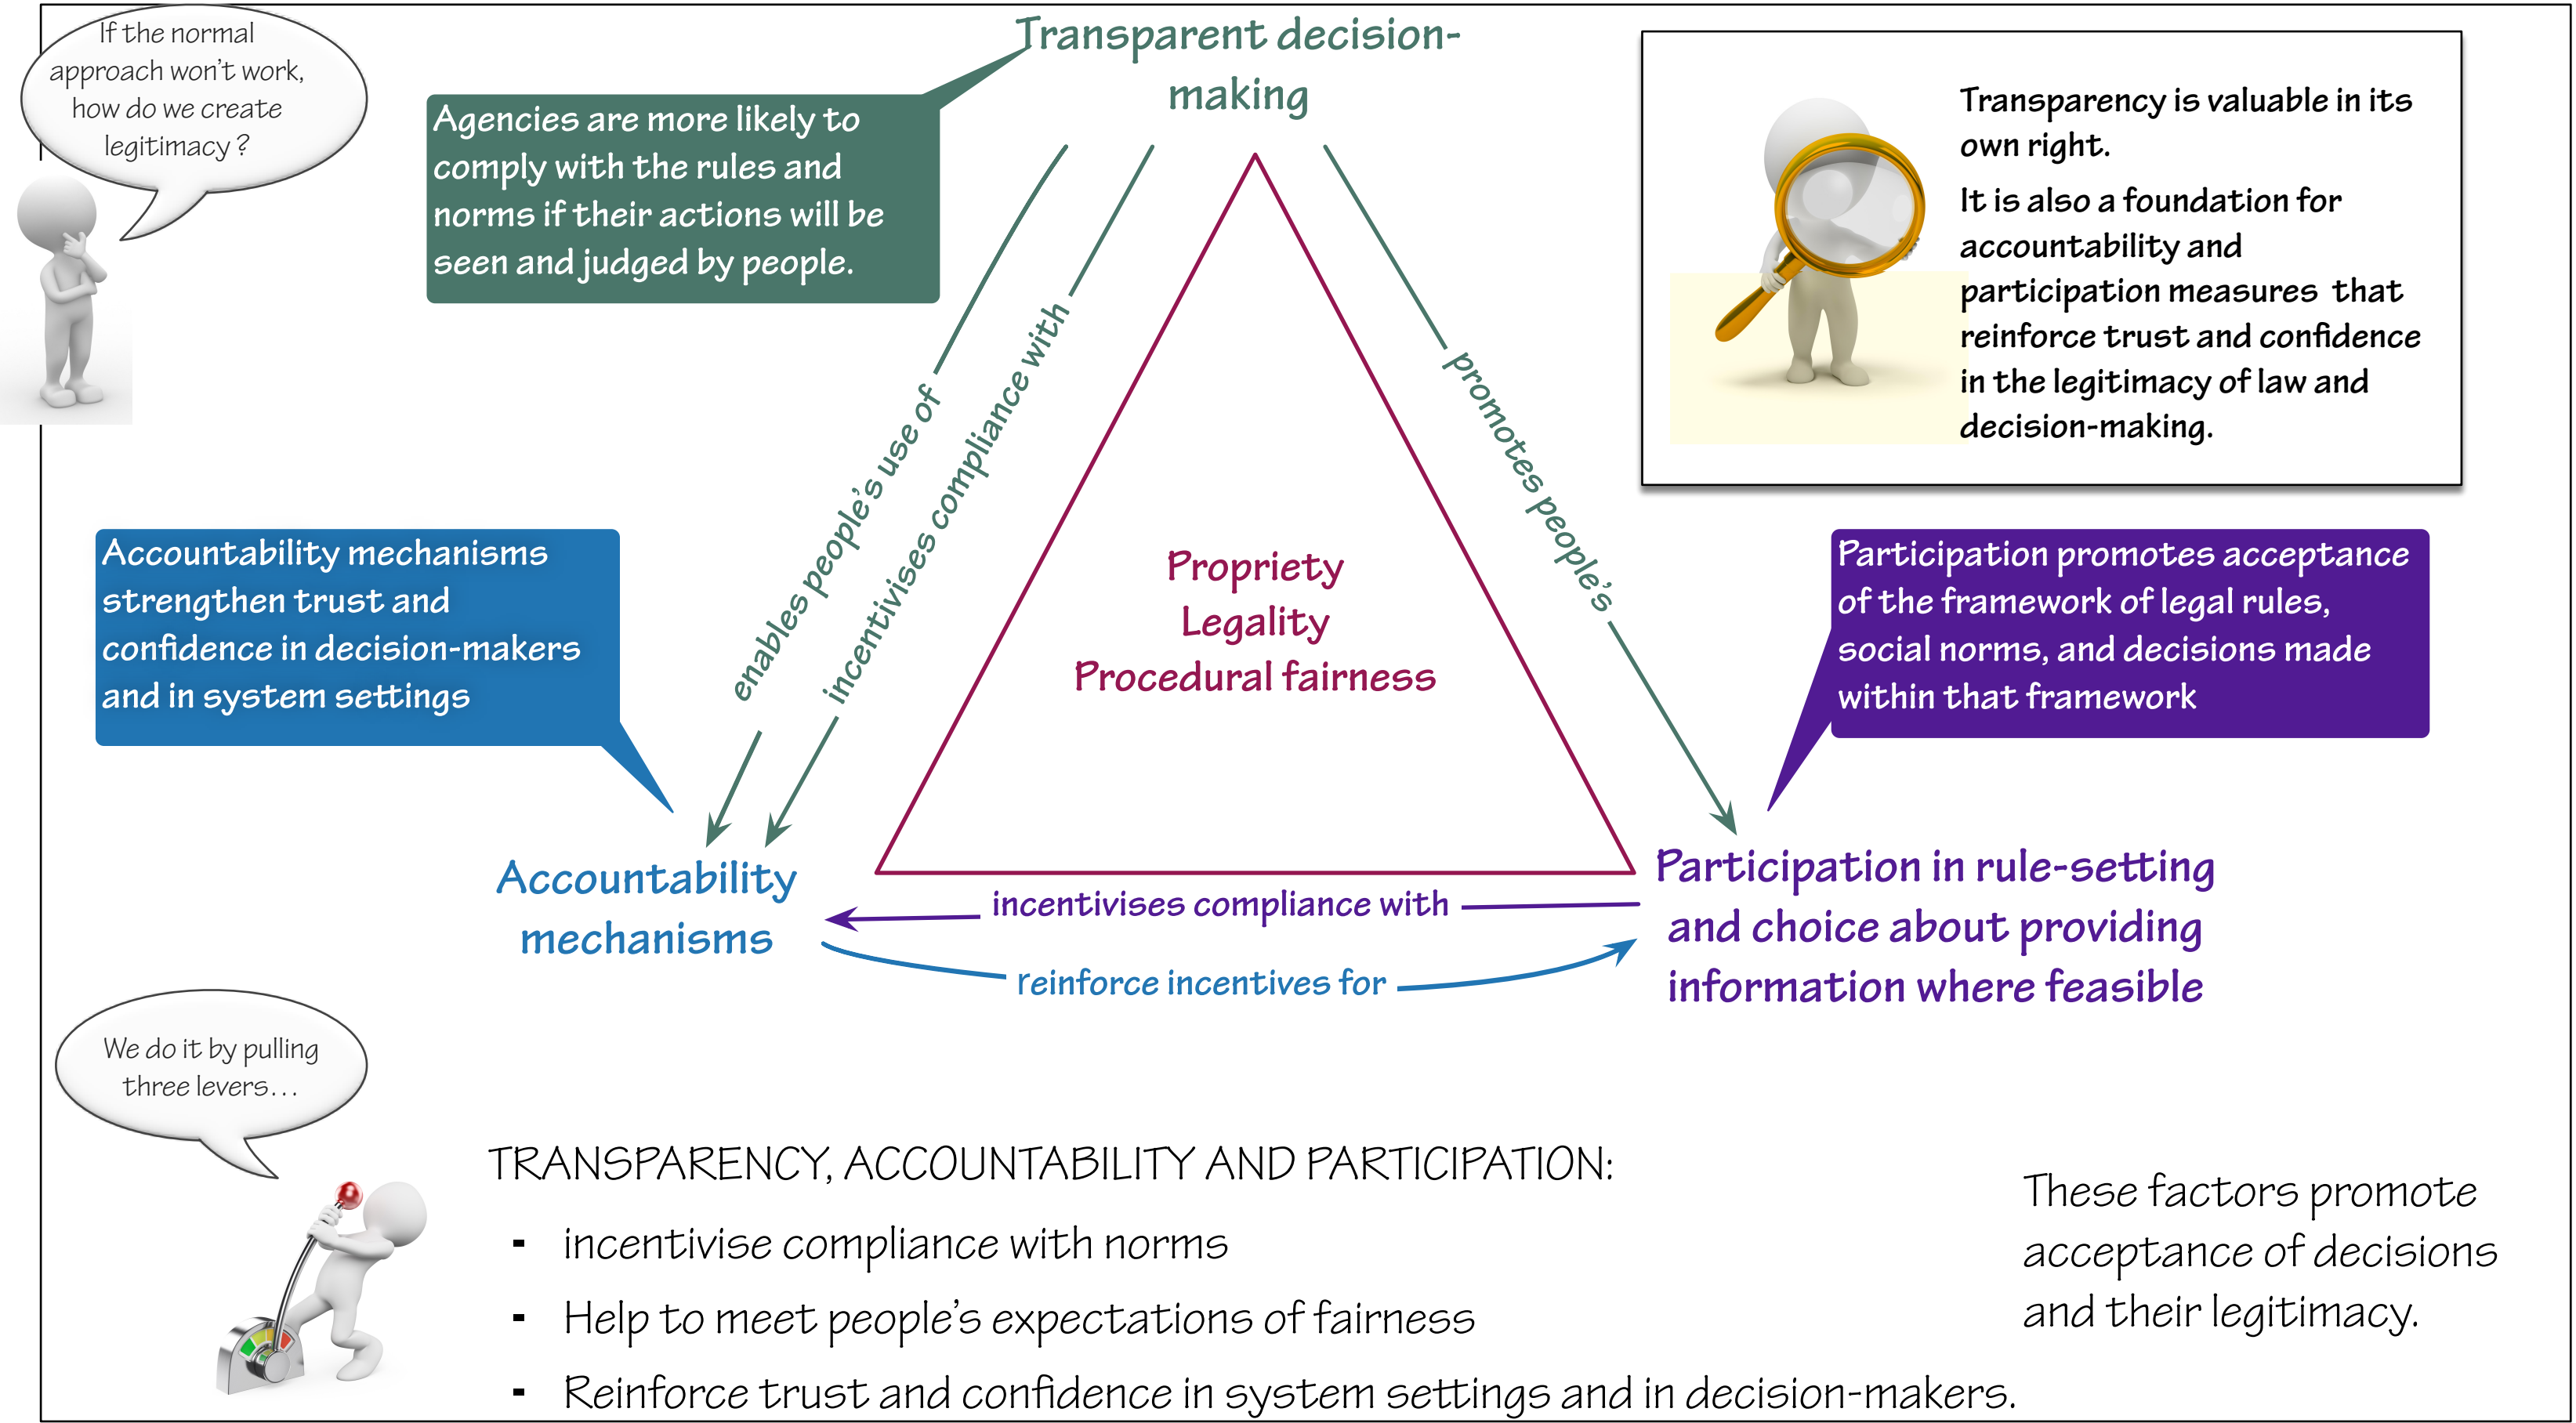 If the normal
approach won't work,
how do we create
legitimacy ?
Transparent decision-
making
Agencies are more likely to
comply with the rules and
norms if their actions will be
seen and judged by people.
Transparency is valuable in its
own right.
It is also a foundation for
accountability and
participation measures that
reinforce trust and confidence
in the legitimacy of law and
decision-making.
enables people's use of
incentivises compliance with
promotes people's
Accountability mechanisms
strengthen trust and
confidence in decision-makers
and in system settings
Propriety
Legality
Procedural fairness
Participation promotes acceptance
of the framework of legal rules,
social norms, and decisions made
within that framework
Accountability
mechanisms
incentivises compliance with
reinforce incentives for
Participation in rule-setting
and choice about providing
information where feasible
We do it by pulling
three levers...
TRANSPARENCY, ACCOUNTABILITY AND PARTICIPATION:
- incentivise compliance with norms
- Help to meet people's expectations of fairness
- Reinforce trust and confidence in system settings and in decision-makers.
These factors promote
acceptance of decisions
and their legitimacy.